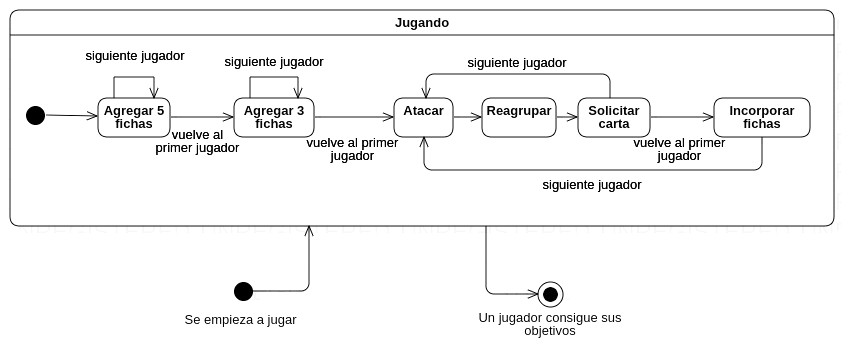 Jugando
siguiente jugador
siguiente jugador
siguiente jugador
Agregar 5
fichas
Agregar 3
fichas
Atacar
Reagrupar
Solicitar
carta
Incorporar
fichas
vuelve al
primer jugador
vuelve al primer
jugador
vuelve al primer
jugador
siguiente jugador
Se empieza a jugar
Un jugador consigue sus
objetivos